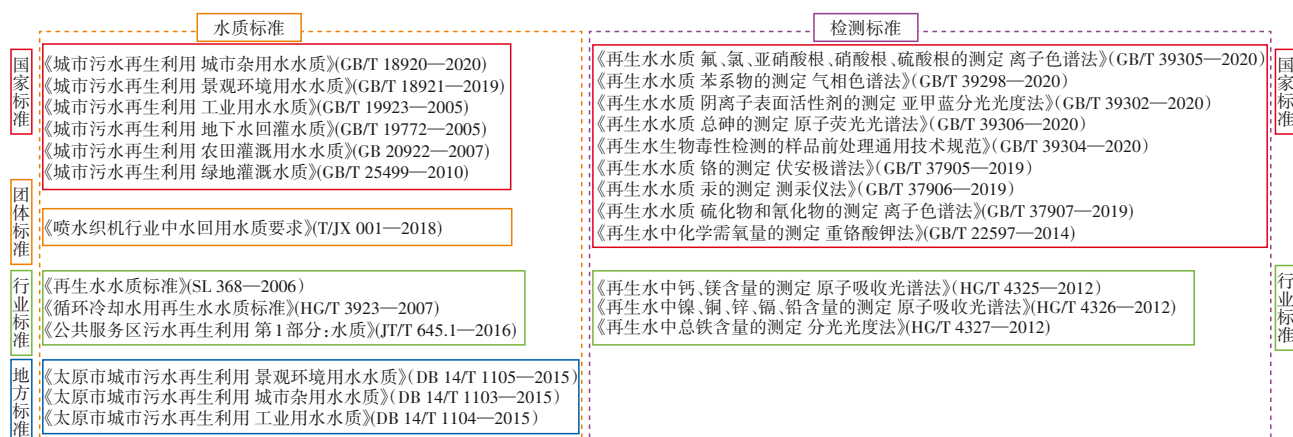 水质标准
国家标准
《城市污水再生利用 城市杂用水水质》(GB/T 18920—2020)
《城市污水再生利用 景观环境用水水质》(GB/T 18921—2019)
《城市污水再生利用 工业用水水质》(GB/T 19923—2005)
《城市污水再生利用 地下水回灌水质》(GB/T 19772—2005)
《城市污水再生利用 农田灌溉用水水质》(GB 20922—2007)
《城市污水再生利用 绿地灌溉水质》(GB/T 25499—2010)
团体标准
《喷水织机行业中水回用水质要求》(T/JX 001—2018)
行业标准
《再生水水质标准》(SL 368—2006)
《循环冷却水用再生水水质标准》(HG/T 3923—2007)
《公共服务区污水再生利用 第1部分:水质》(JT/T 645.1—2016)
地方标准
《太原市城市污水再生利用 景观环境用水水质》(DB 14/T 1105—2015)
《太原市城市污水再生利用 城市杂用水水质》(DB 14/T 1103—2015)
《太原市城市污水再生利用 工业用水水质》(DB 14/T 1104—2015)
检测标准
《再生水水质 氟、氯、亚硝酸根、硝酸根、硫酸根的测定 离子色谱法》(GB/T 39305—2020)
《再生水水质 苯系物的测定 气相色谱法》(GB/T 39298—2020)
《再生水水质 阴离子表面活性剂的测定 亚甲蓝分光光度法》(GB/T 39302—2020)
《再生水水质 总砷的测定 原子荧光光谱法》(GB/T 39306—2020)
《再生水生物毒性检测的样品前处理通用技术规范》(GB/T 39304—2020)
《再生水水质 铬的测定 伏安极谱法》(GB/T 37905—2019)
《再生水水质 汞的测定 测汞仪法》(GB/T 37906—2019)
《再生水水质 硫化物和氰化物的测定 离子色谱法》(GB/T 37907—2019)
《再生水中化学需氧量的测定 重铬酸钾法》(GB/T 22597—2014)
国家标准
《再生水中钙、镁含量的测定 原子吸收光谱法》(HG/T 4325—2012)
《再生水中镍、铜、锌、镉、铅含量的测定 原子吸收光谱法》(HG/T 4326—2012)
《再生水中总铁含量的测定 分光光度法》(HG/T 4327—2012)
行业标准